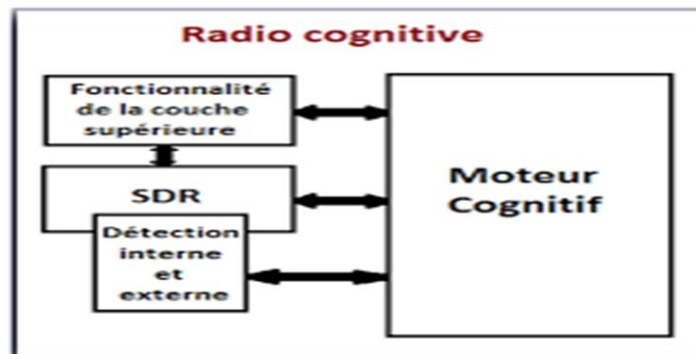 Radio cognitive
Fonctionnalité
de la couche
supérieure
SDR
Détection
interne
et
externe
Moteur
Cognitif